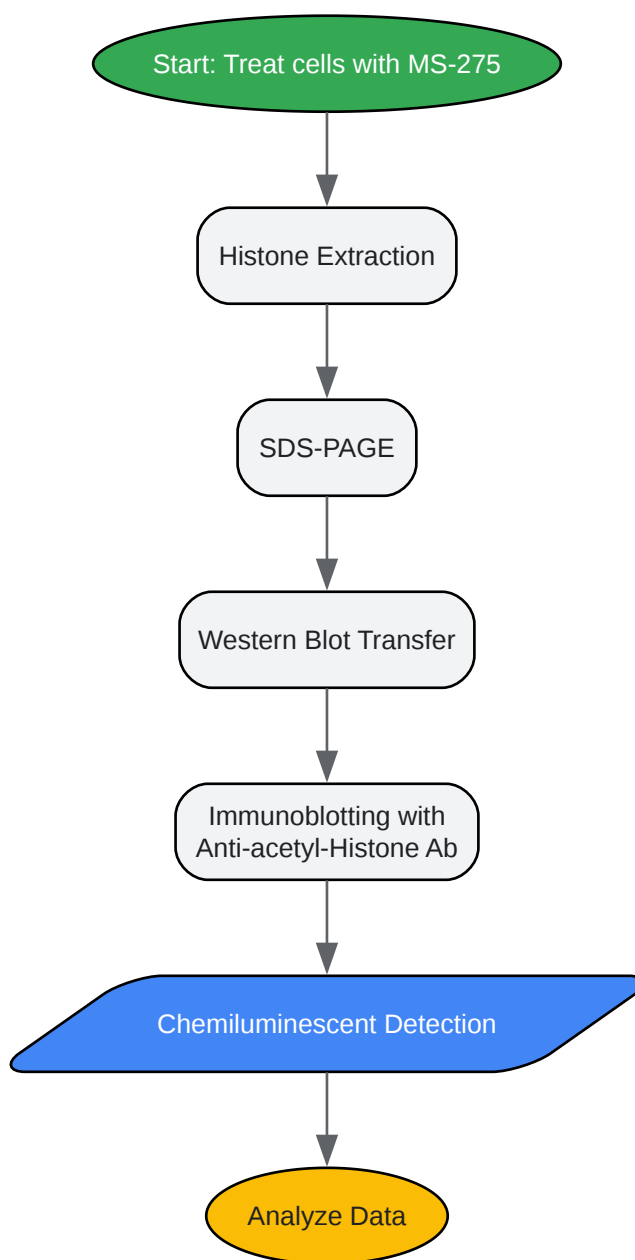 Start: Treat cells with MS-275
Histone Extraction
SDS-PAGE
Western Blot Transfer
Immunoblotting with
Anti-acetyl-Histone Ab
Chemiluminescent Detection
Analyze Data